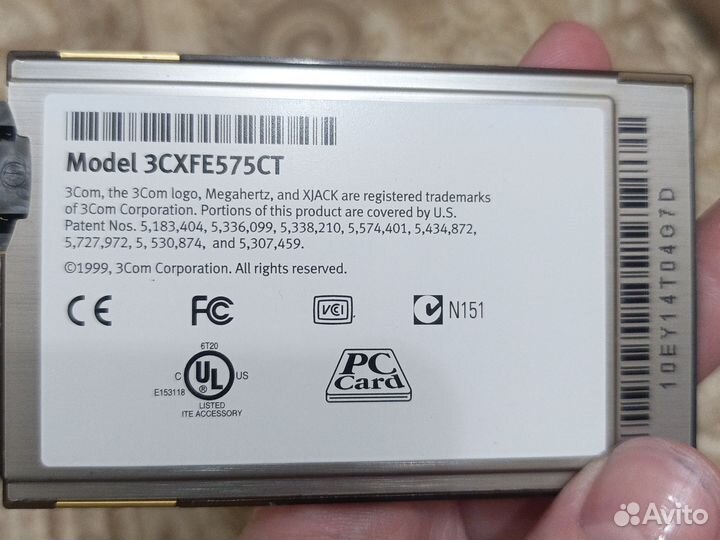 Model 3CXFE575CT
3Com, the 3Com logo, Megahertz, and XJACK are registered trademarks
of 3Com Corporation. Portions of this product are covered by U.S.
Patent Nos. 5,183,404, 5,336,099, 5,338,210, 5,574,401, 5,434,872,
5,727,972, 5, 530,874, and 5,307,459.
©1999, 3Com Corporation. All rights reserved.
CE
FC
VCI
N151
6T20
C UL US
E153118
LISTED
ITE ACCESSORY
PC
Card
10EY14T04G7D
Avito